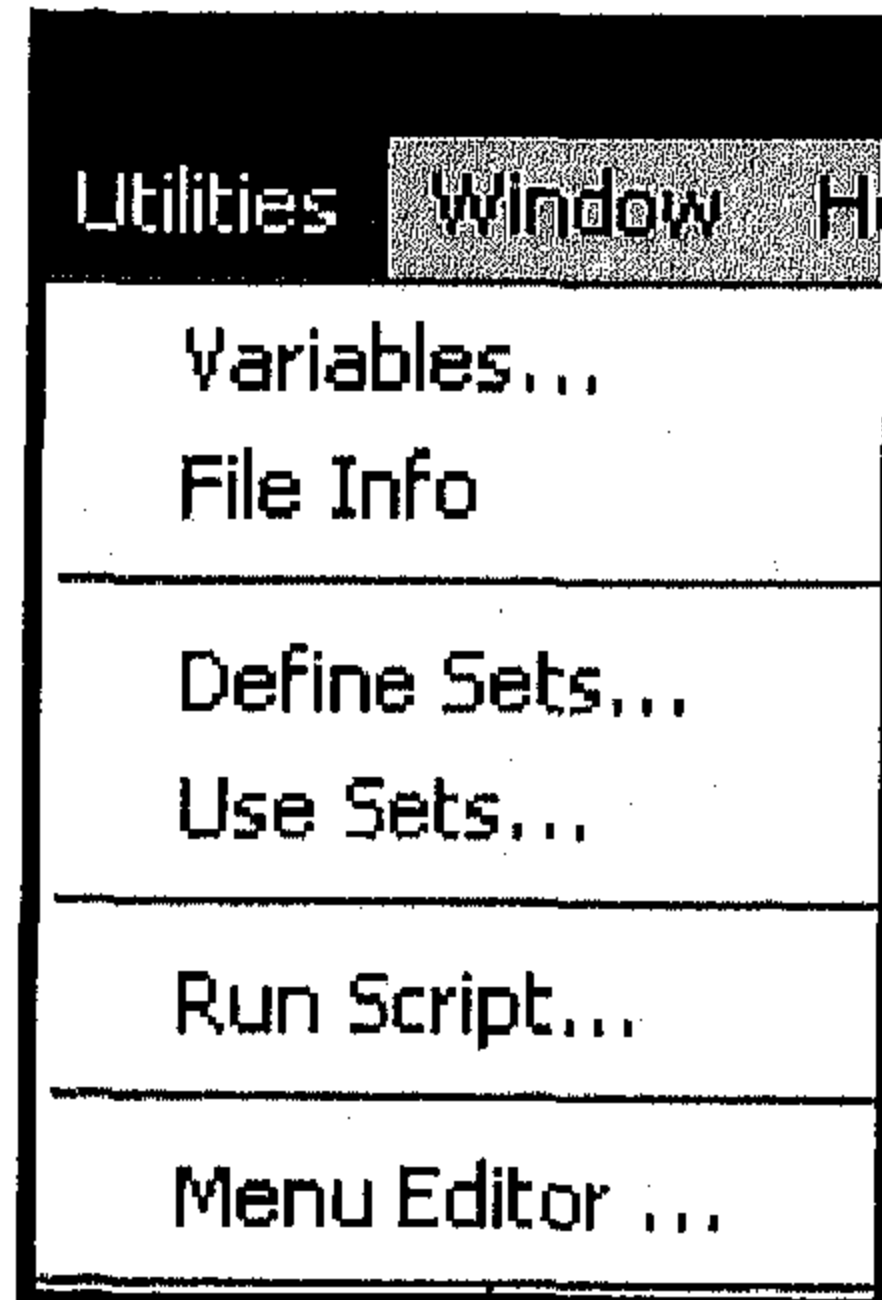 Utilities Window
Variables...
File Info
Define Sets...
Use Sets...
Run Script...
Menu Editor ...